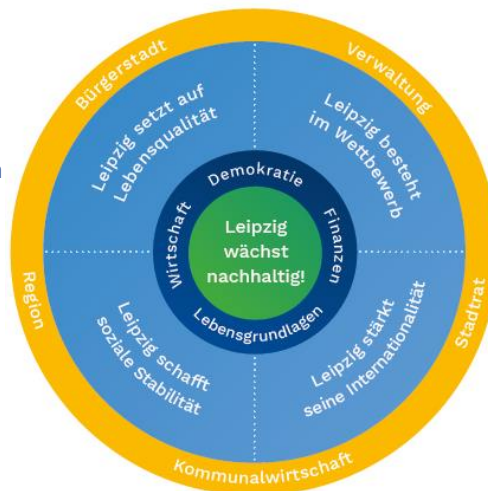 Bürgerstadt
Verwaltung
Leipzig setzt auf
Lebensqualität
Leipzig besteht
im Wettbewerb
Demokratie
Wirtschaft
Finanzen
Leipzig
wächst
nachhaltig!
Lebensgrundlagen
Region
Stadtrat
Leipzig schafft
soziale Stabilität
Leipzig stärkt
seine Internationalität
Kommunalwirtschaft